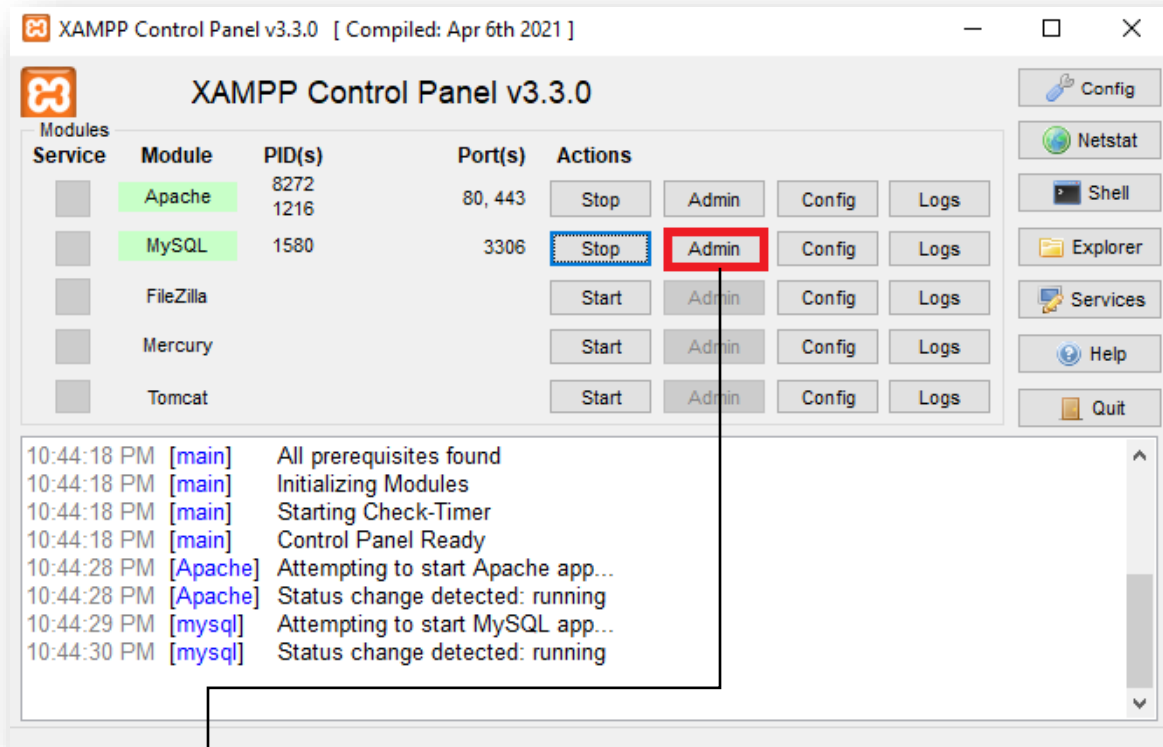 XAMPP Control Panel v3.3.0 [ Compiled: Apr 6th 2021 ]
XAMPP Control Panel v3.3.0
Config
Modules
Netstat
Service Module PID(s) Port(s) Actions
Apache 8272 1216 80, 443 Stop Admin Config Logs
Shell
MySQL 1580 3306 Stop Admin Config Logs
Explorer
FileZilla Start Admin Config Logs
Services
Mercury Start Admin Config Logs
Help
Tomcat Start Admin Config Logs
Quit
10:44:18 PM [main] All prerequisites found
10:44:18 PM [main] Initializing Modules
10:44:18 PM [main] Starting Check-Timer
10:44:18 PM [main] Control Panel Ready
10:44:28 PM [Apache] Attempting to start Apache app...
10:44:28 PM [Apache] Status change detected: running
10:44:29 PM [mysql] Attempting to start MySQL app...
10:44:30 PM [mysql] Status change detected: running